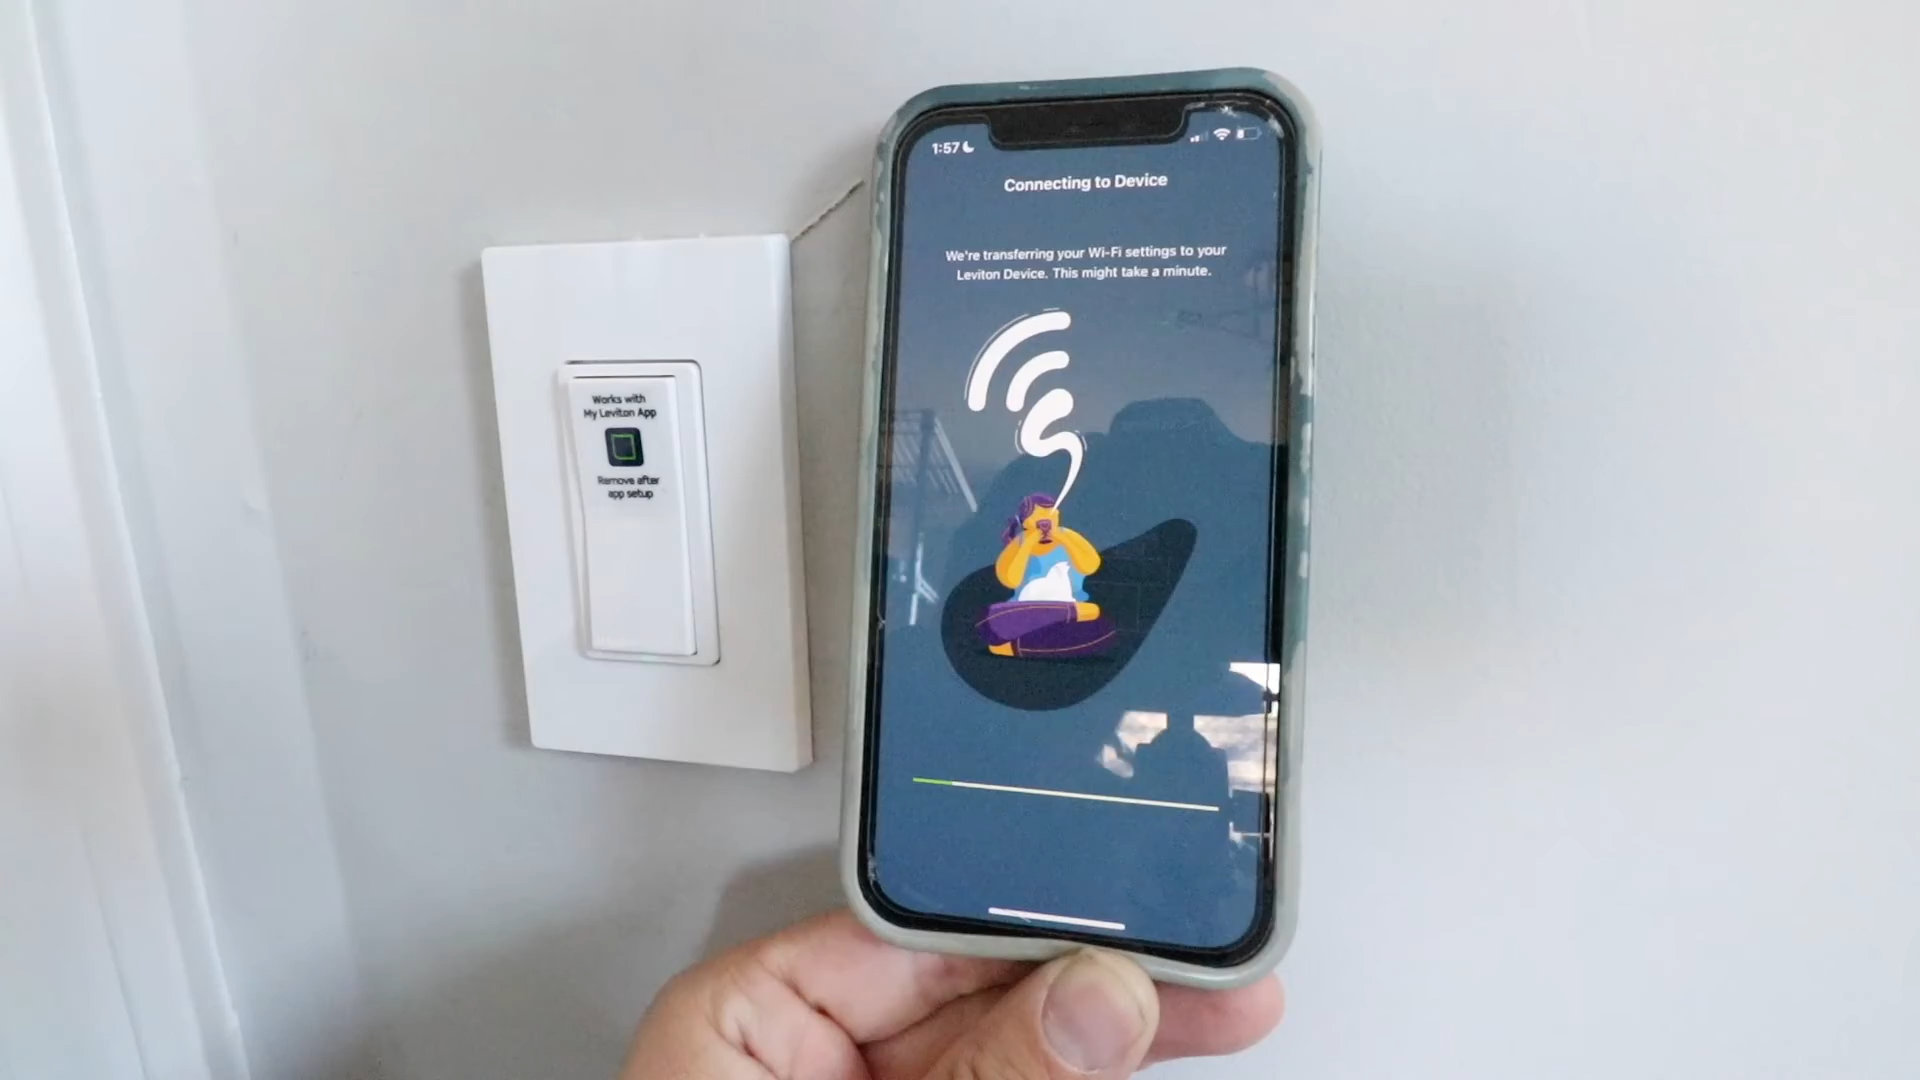 Works with
My Leviton App
Remove after
app setup
1:57
Connecting to Device
We're transferring your Wi-Fi settings to your
Leviton Device. This might take a minute.